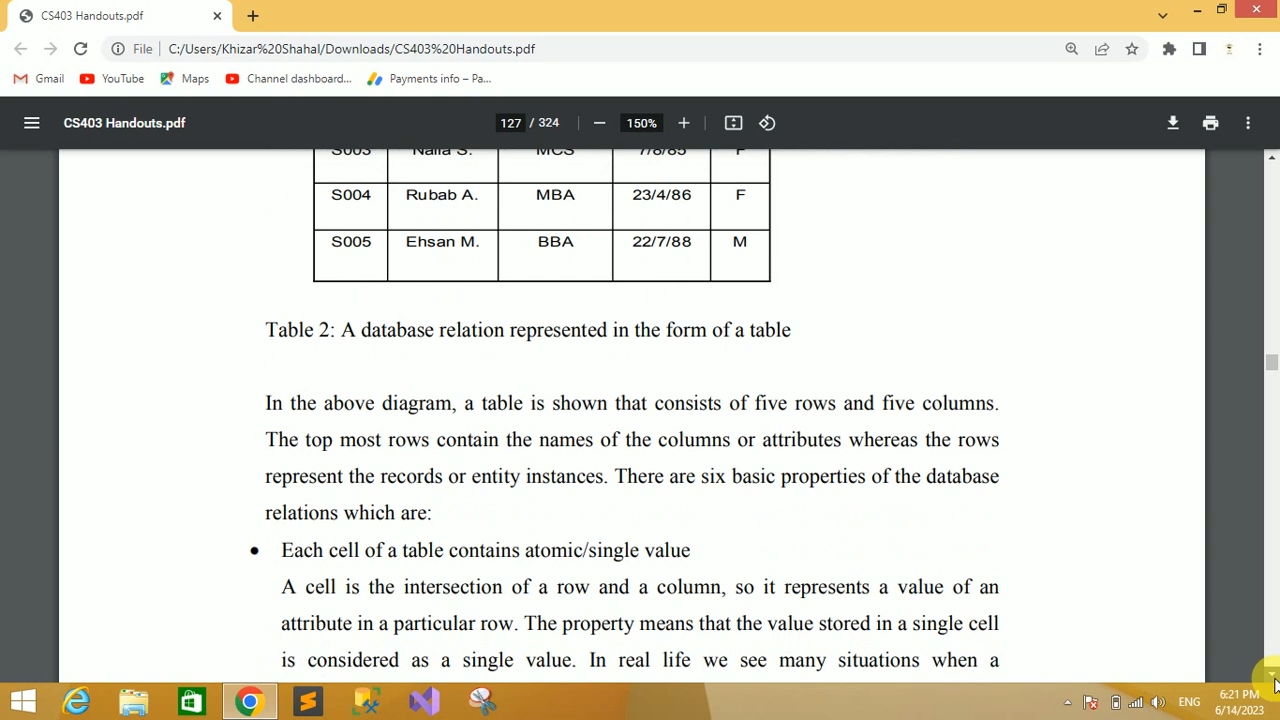 CS403 Handouts.pdf
File C:/Users/Khizar%20Shahal/Downloads/CS403%20Handouts.pdf
Gmail YouTube Maps Channel dashboard... Payments info – Pa...
CS403 Handouts.pdf 127 / 324 150%
S003 Naila S. MCS 7/8/85 F
S004 Rubab A. MBA 23/4/86 F
S005 Ehsan M. BBA 22/7/88 M
Table 2: A database relation represented in the form of a table
In the above diagram, a table is shown that consists of five rows and five columns.
The top most rows contain the names of the columns or attributes whereas the rows
represent the records or entity instances. There are six basic properties of the database
relations which are:
• Each cell of a table contains atomic/single value
A cell is the intersection of a row and a column, so it represents a value of an
attribute in a particular row. The property means that the value stored in a single cell
is considered as a single value. In real life we see many situations when a
ENG
6:21 PM
6/14/2023